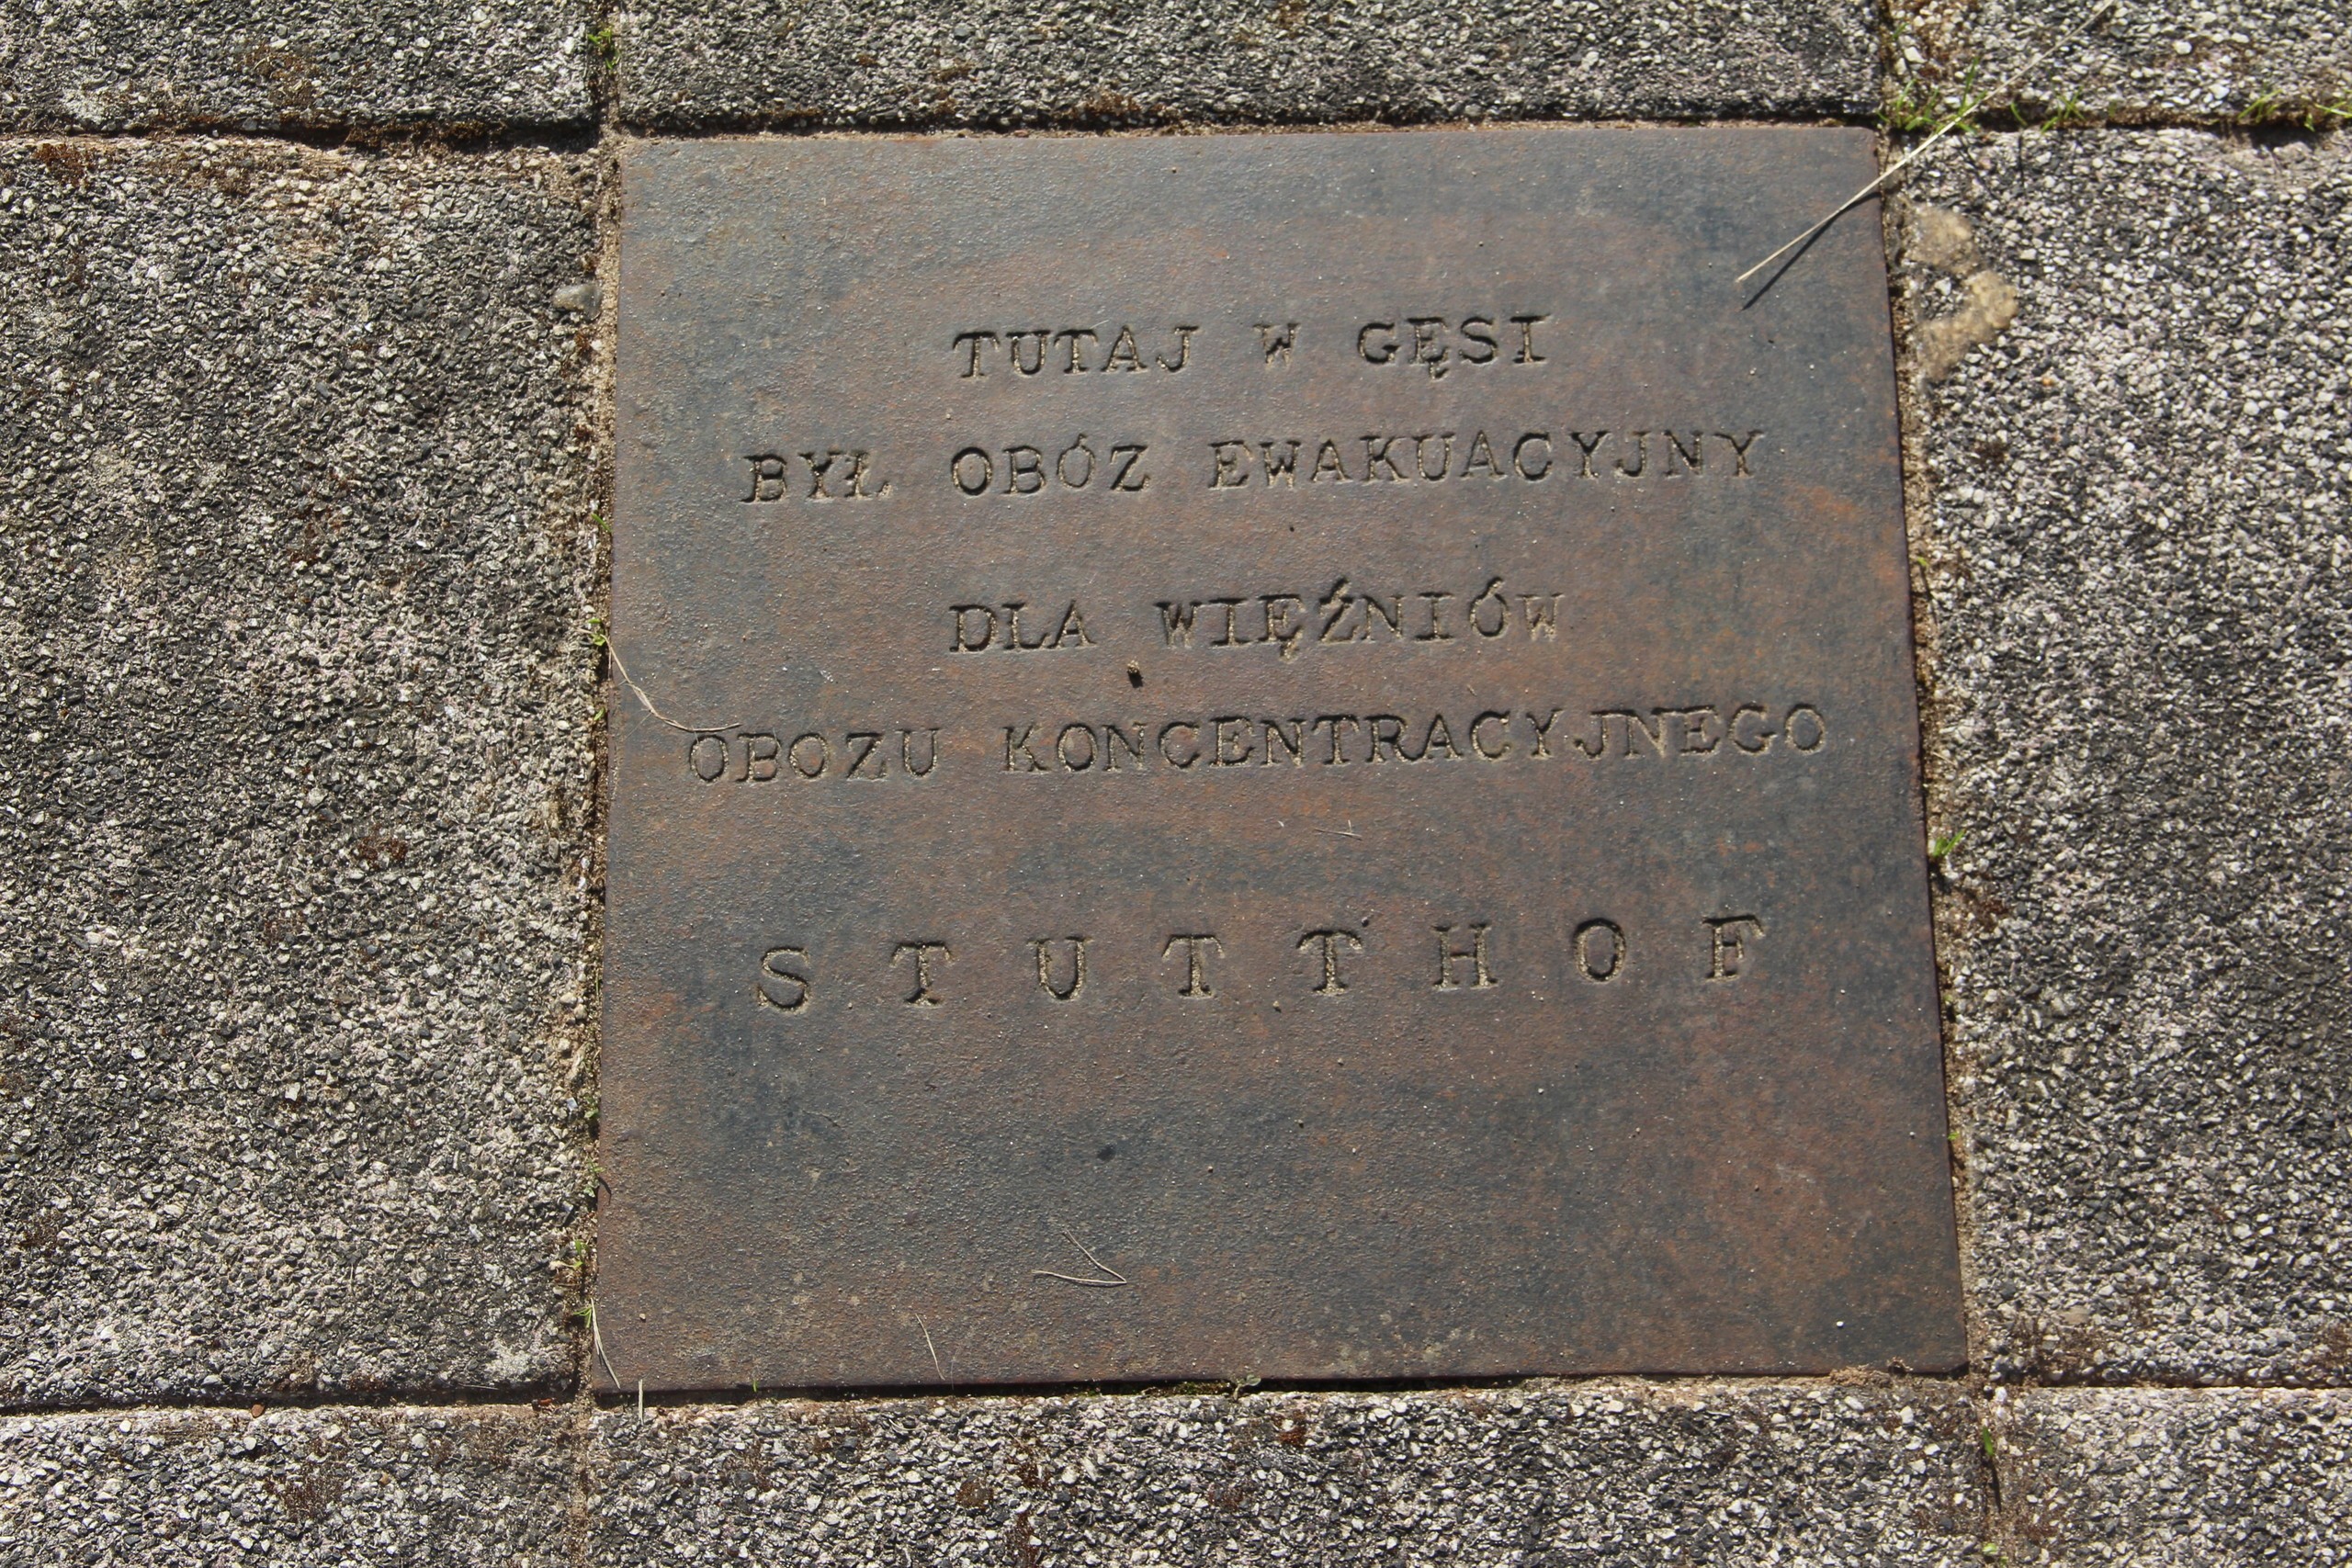 TUTAJ W GĘSI
BYŁ OBÓZ EWAKUACYJNY
DLA WIĘŹNIÓW
OBOZU KONCENTRACYJNEGO
STUTTHOF